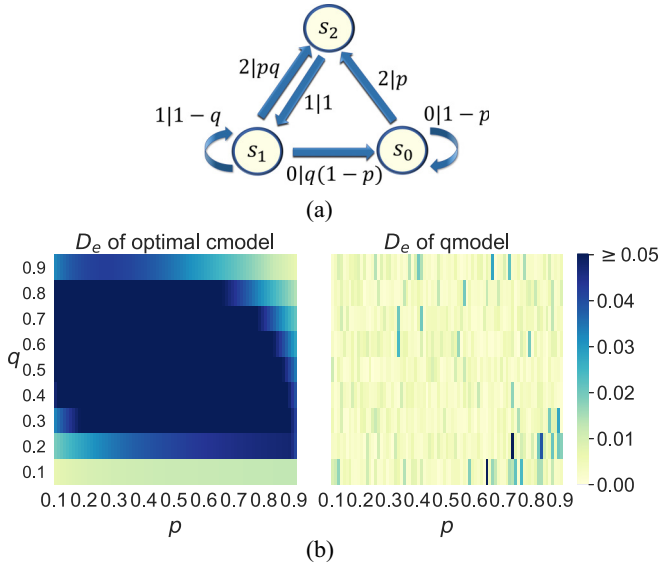 s₂
2|pq
1|1
2|p
1|1 − q
0|1 − p
s₁
s₀
0|q(1−p)
(a)
Dₑ of optimal cmodel
Dₑ of qmodel
≥ 0.05
0.04
0.03
0.02
0.01
0.00
q
0.9
0.8
0.7
0.6
0.5
0.4
0.3
0.2
0.1
0.1 0.2 0.3 0.4 0.5 0.6 0.7 0.8 0.9
0.1 0.2 0.3 0.4 0.5 0.6 0.7 0.8 0.9
p
p
(b)